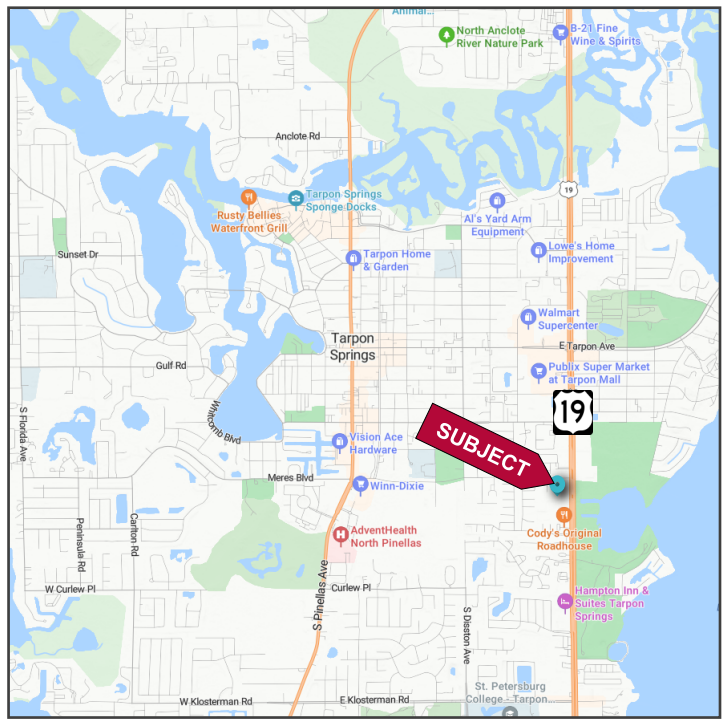 Animal...
North Anclote
River Nature Park
B-21 Fine
Wine & Spirits
Anclote Rd
19
Tarpon Springs
Sponge Docks
Rusty Bellies
Waterfront Grill
Al's Yard Arm
Equipment
Sunset Dr
Tarpon Home
& Garden
Lowe's Home
Improvement
Walmart
Supercenter
Tarpon
Springs
E Tarpon Ave
Gulf Rd
Publix Super Market
at Tarpon Mall
19
S Florida Ave
Whitcomb Blvd
SUBJECT
Vision Ace
Hardware
Meres Blvd
Winn-Dixie
Peninsula Rd
Carlton Rd
AdventHealth
North Pinellas
Cody's Original
Roadhouse
W Curlew Pl
Curlew Pl
S Pinellas Ave
S Disston Ave
Hampton Inn &
Suites Tarpon
Springs
St. Petersburg
College - Tarpon...
W Klosterman Rd
E Klosterman Rd